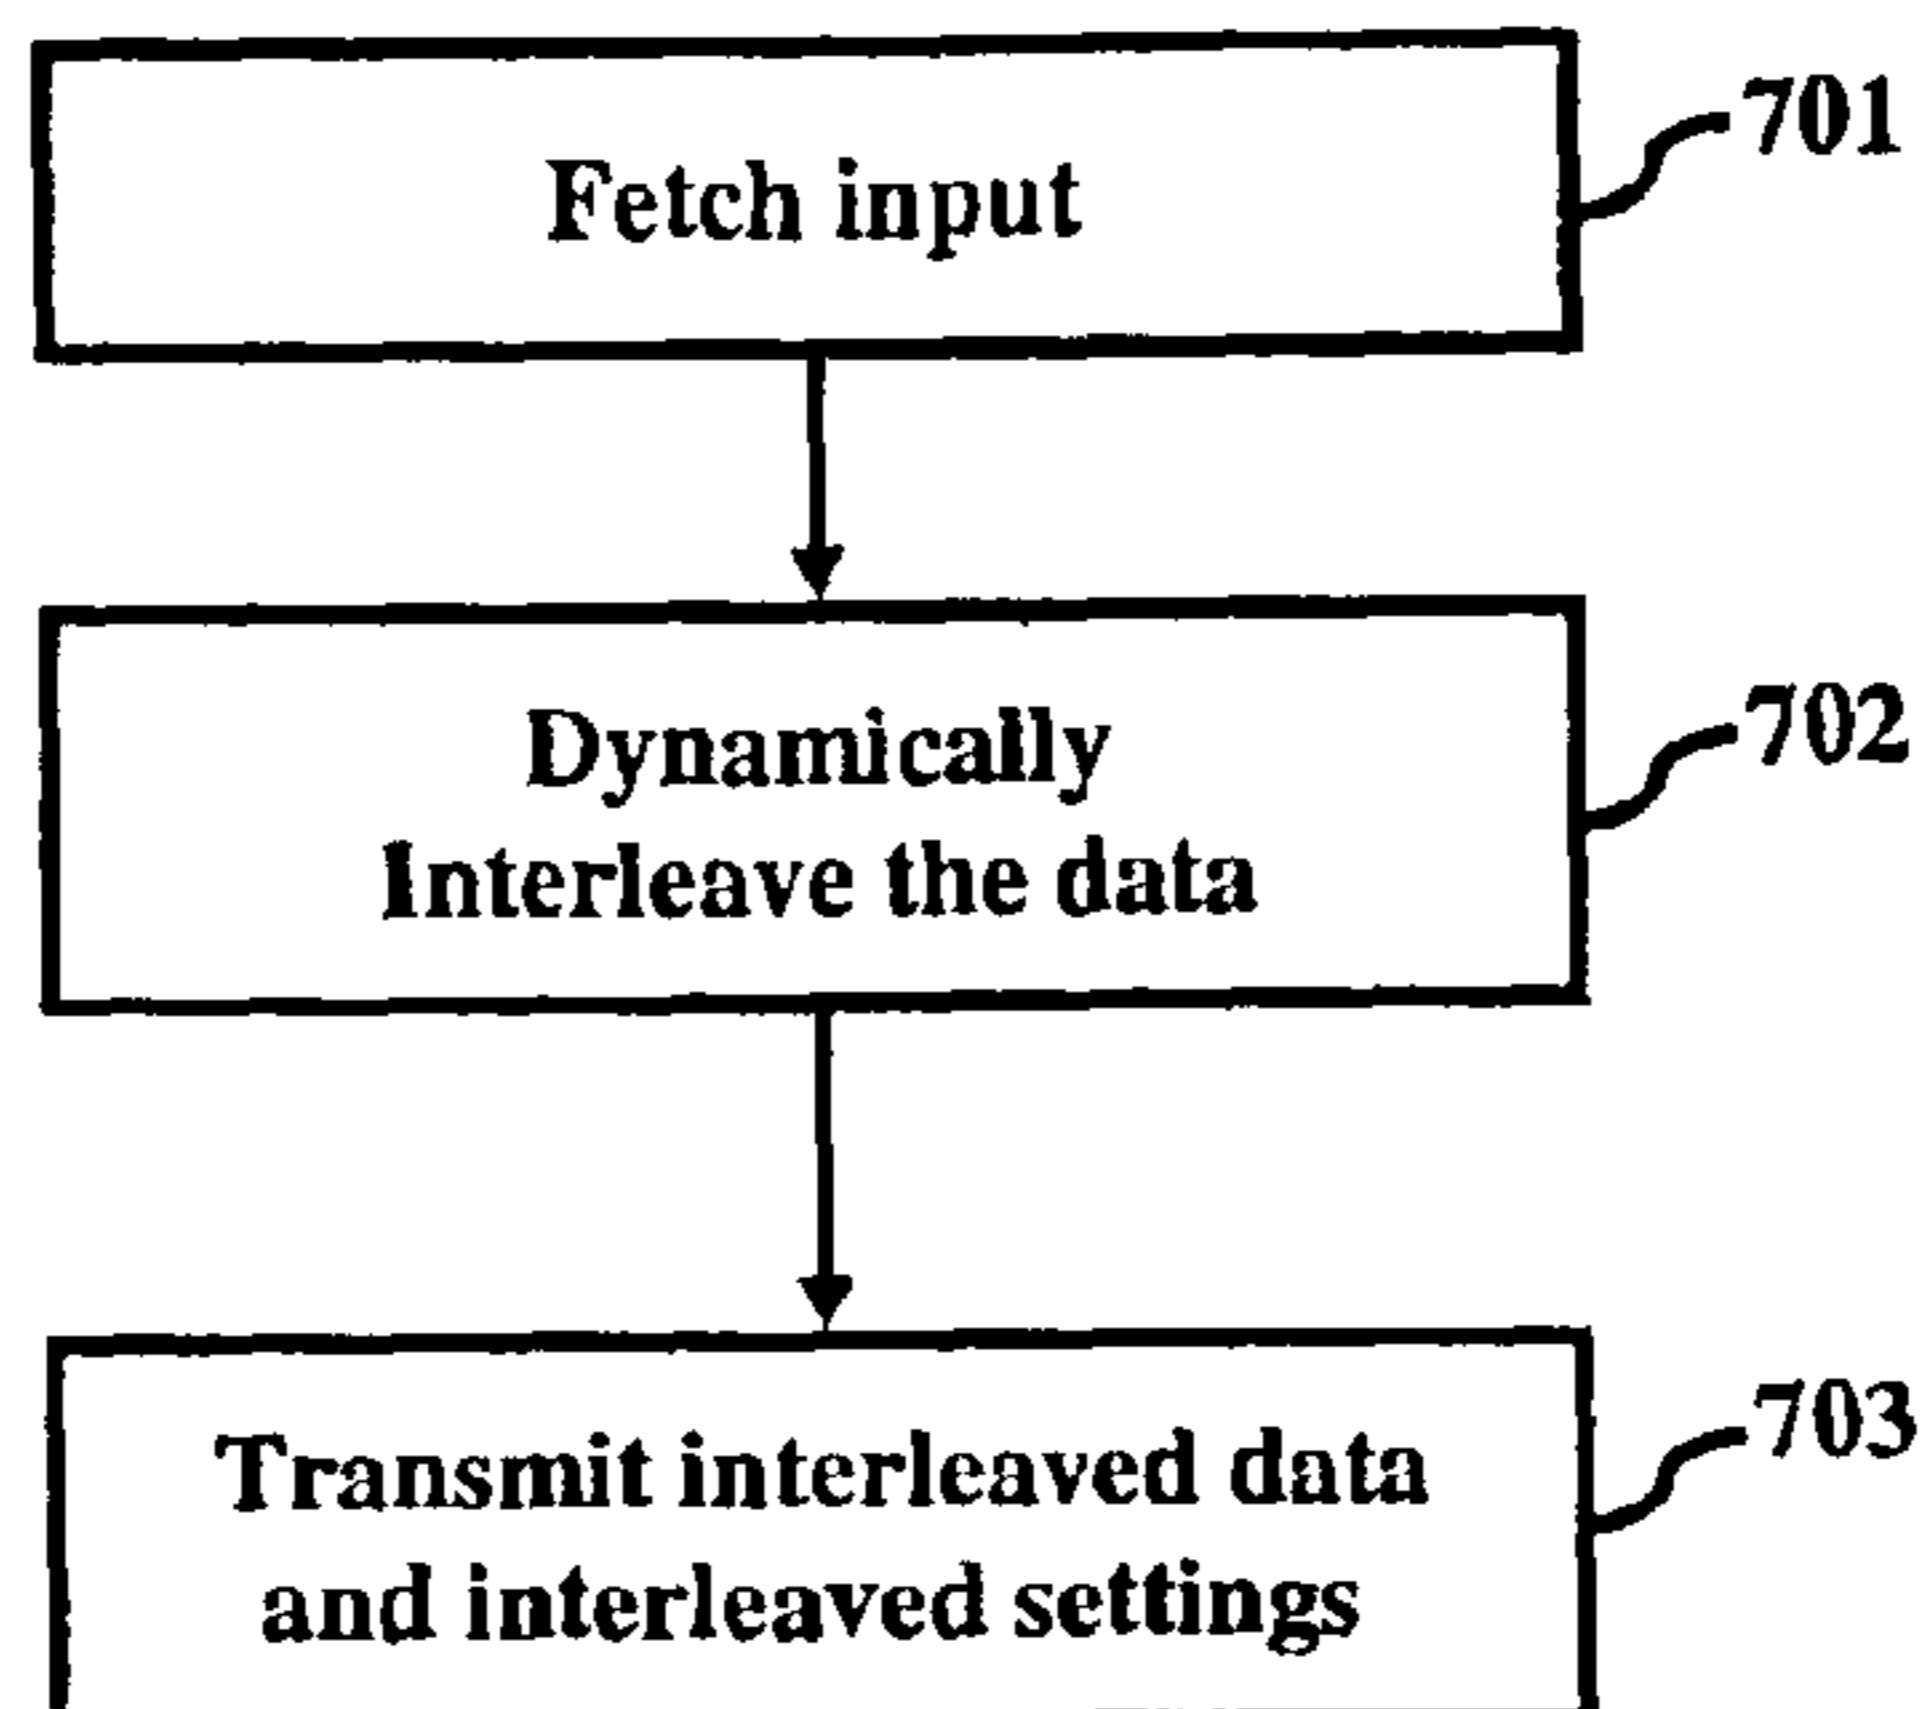 Fetch input
701
Dynamically
Interleave the data
702
Transmit interleaved data
and interleaved settings
703